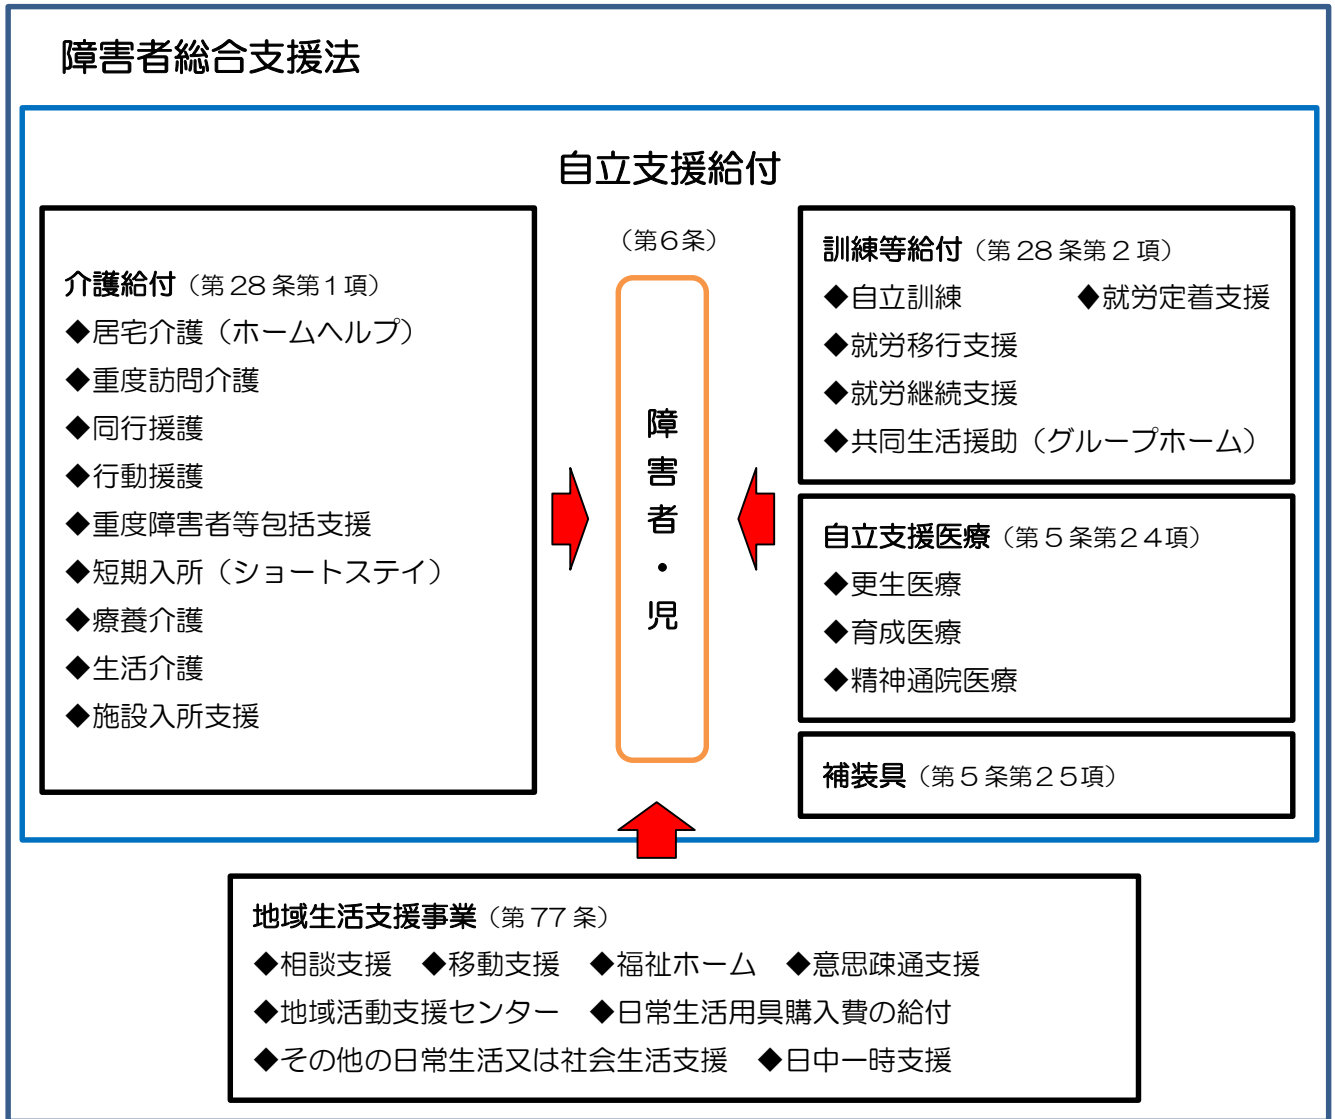 障害者総合支援法
自立支援給付
介護給付（第28条第1項）
◆居宅介護（ホームヘルプ）
◆重度訪問介護
◆同行援護
◆行動援護
◆重度障害者等包括支援
◆短期入所（ショートステイ）
◆療養介護
◆生活介護
◆施設入所支援
（第6条）
障害者・児
訓練等給付（第28条第2項）
◆自立訓練　◆就労定着支援
◆就労移行支援
◆就労継続支援
◆共同生活援助（グループホーム）
自立支援医療（第5条第24項）
◆更生医療
◆育成医療
◆精神通院医療
補装具（第5条第25項）
地域生活支援事業（第77条）
◆相談支援　◆移動支援　◆福祉ホーム　◆意思疎通支援
◆地域活動支援センター　◆日常生活用具購入費の給付
◆その他の日常生活又は社会生活支援　◆日中一時支援